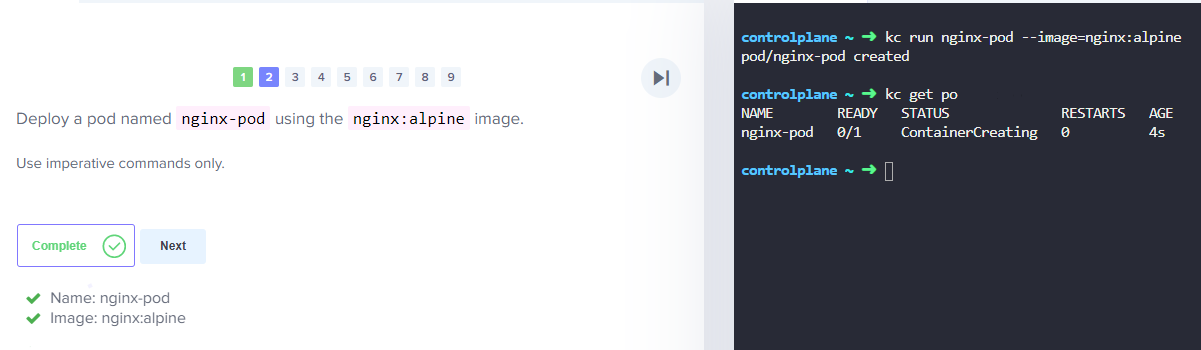 1 2 3 4 5 6 7 8 9
Deploy a pod named nginx-pod using the nginx:alpine image.
Use imperative commands only.
Complete Next
Name: nginx-pod
Image: nginx:alpine
controlplane ~ ➜ kc run nginx-pod --image=nginx:alpine
pod/nginx-pod created
controlplane ~ ➜ kc get po
NAME READY STATUS RESTARTS AGE
nginx-pod 0/1 ContainerCreating 0 4s
controlplane ~ ➜